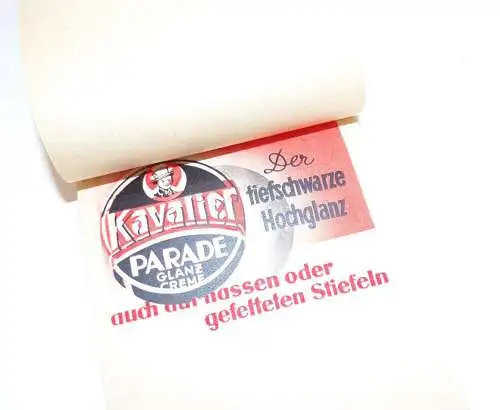 Der
tiefschwarze
Hochglanz
Kavalier
PARADE
GLANZ
CREME
auch auf nassen oder
gefetteten Stiefeln